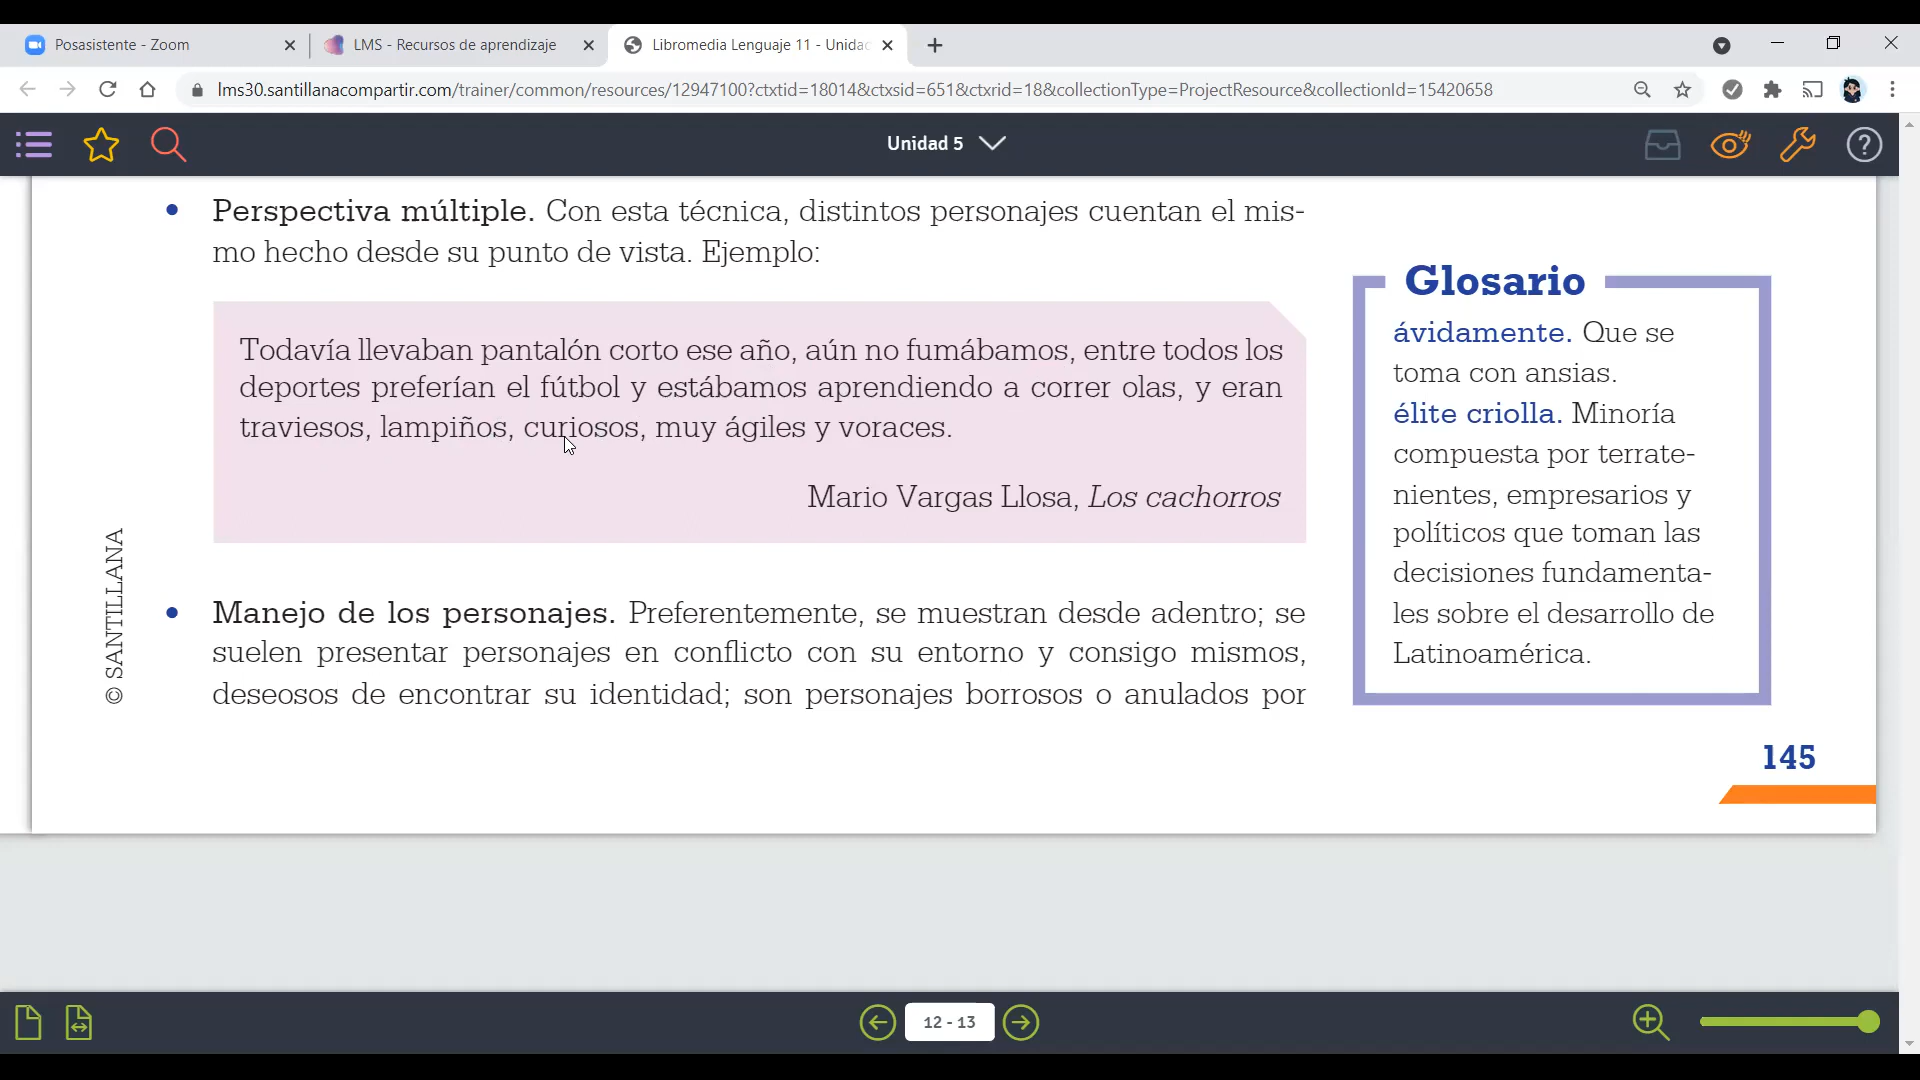 Posasistente - Zoom
LMS - Recursos de aprendizaje
Libromedia Lenguaje 11 - Unidad
lms30.santillanacompartir.com/trainer/common/resources/12947100?ctxtid=18014&ctxsid=651&ctxrid=18&collectionType=ProjectResource&collectionId=15420658
Unidad 5
• Perspectiva múltiple. Con esta técnica, distintos personajes cuentan el mis-
mo hecho desde su punto de vista. Ejemplo:
Todavía llevaban pantalón corto ese año, aún no fumábamos, entre todos los
deportes preferían el fútbol y estábamos aprendiendo a correr olas, y eran
traviesos, lampiños, curiosos, muy ágiles y voraces.
Mario Vargas Llosa, Los cachorros
• Manejo de los personajes. Preferentemente, se muestran desde adentro; se
suelen presentar personajes en conflicto con su entorno y consigo mismos,
deseosos de encontrar su identidad; son personajes borrosos o anulados por
© SANTILLANA
Glosario
ávidamente. Que se
toma con ansias.
élite criolla. Minoría
compuesta por terrate-
nientes, empresarios y
políticos que toman las
decisiones fundamenta-
les sobre el desarrollo de
Latinoamérica.
145
12 - 13